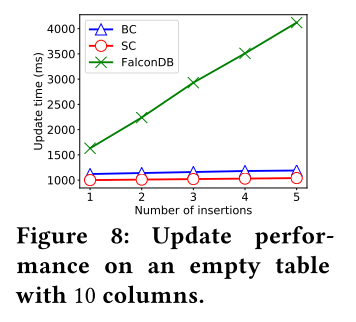 4000
3500
3000
2500
2000
1500
1000
Update time (ms)
BC
SC
FalconDB
1 2 3 4 5
Number of insertions
Figure 8: Update perfor-
mance on an empty table
with 10 columns.